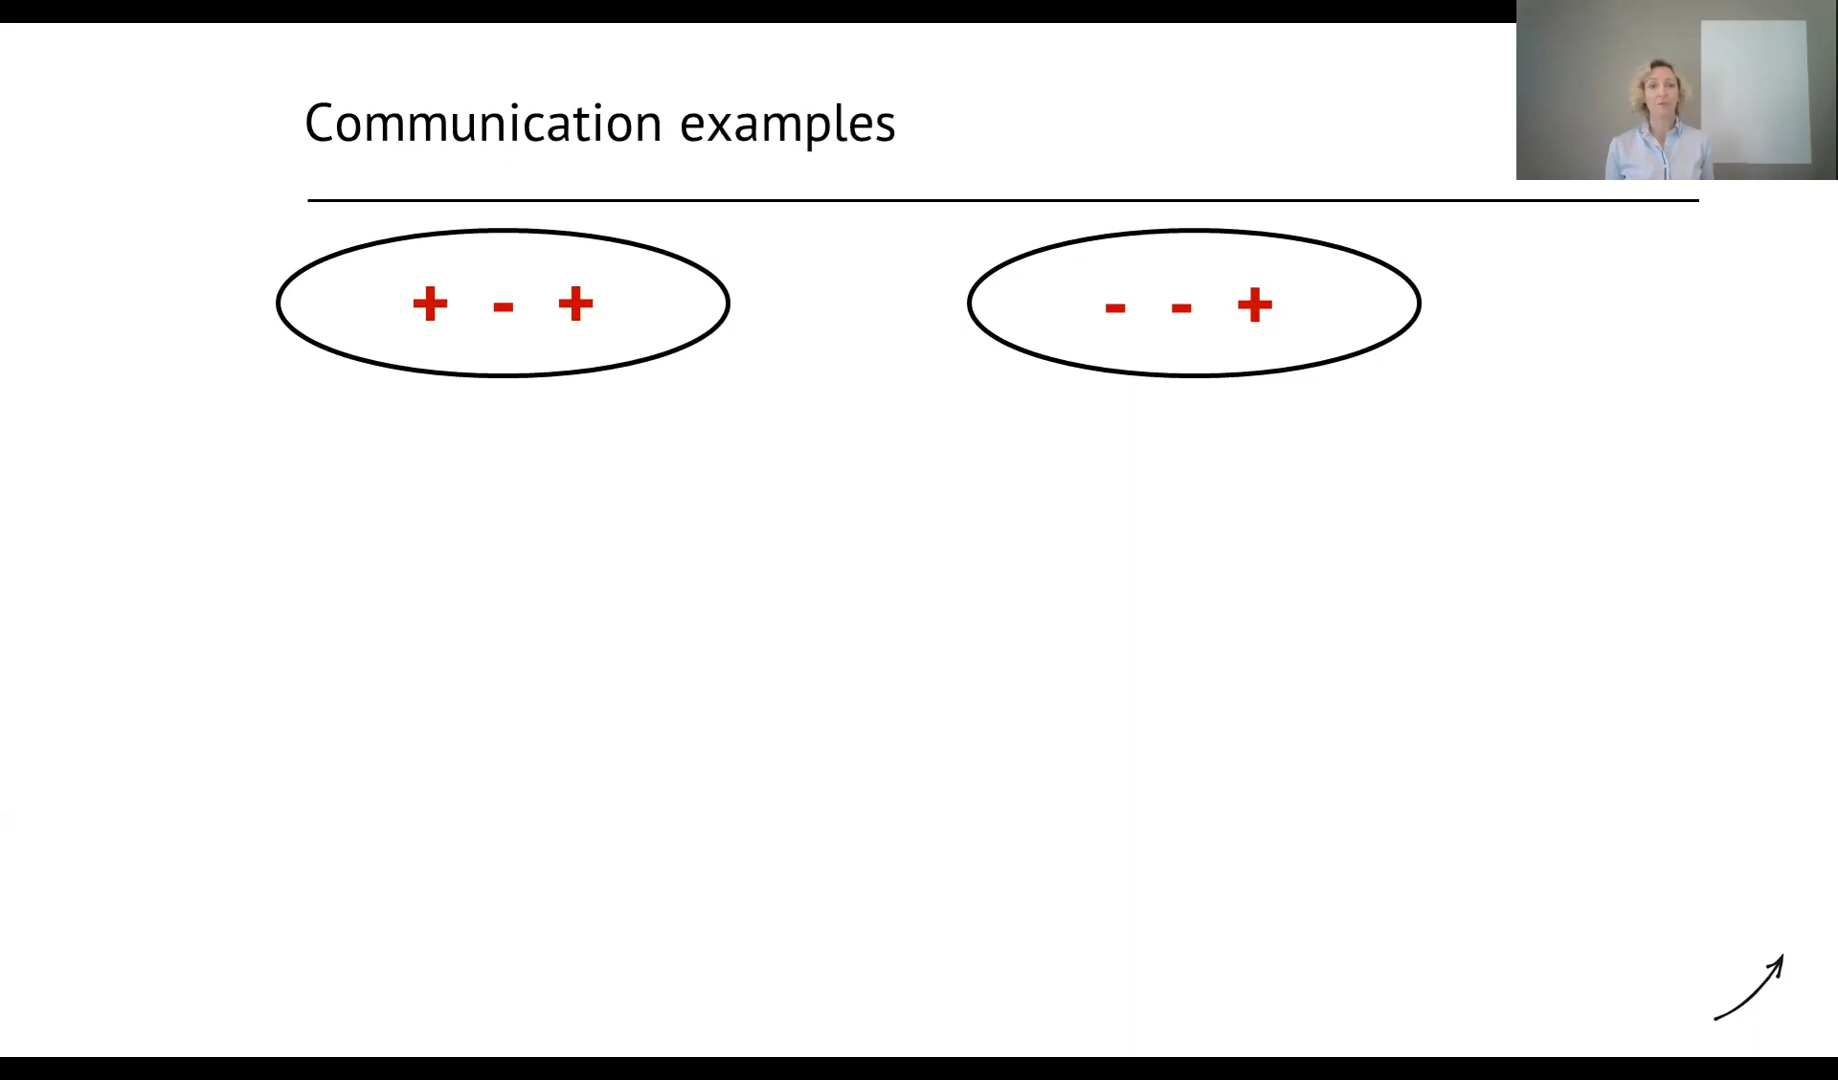 Communication examples
+ - +
- - +